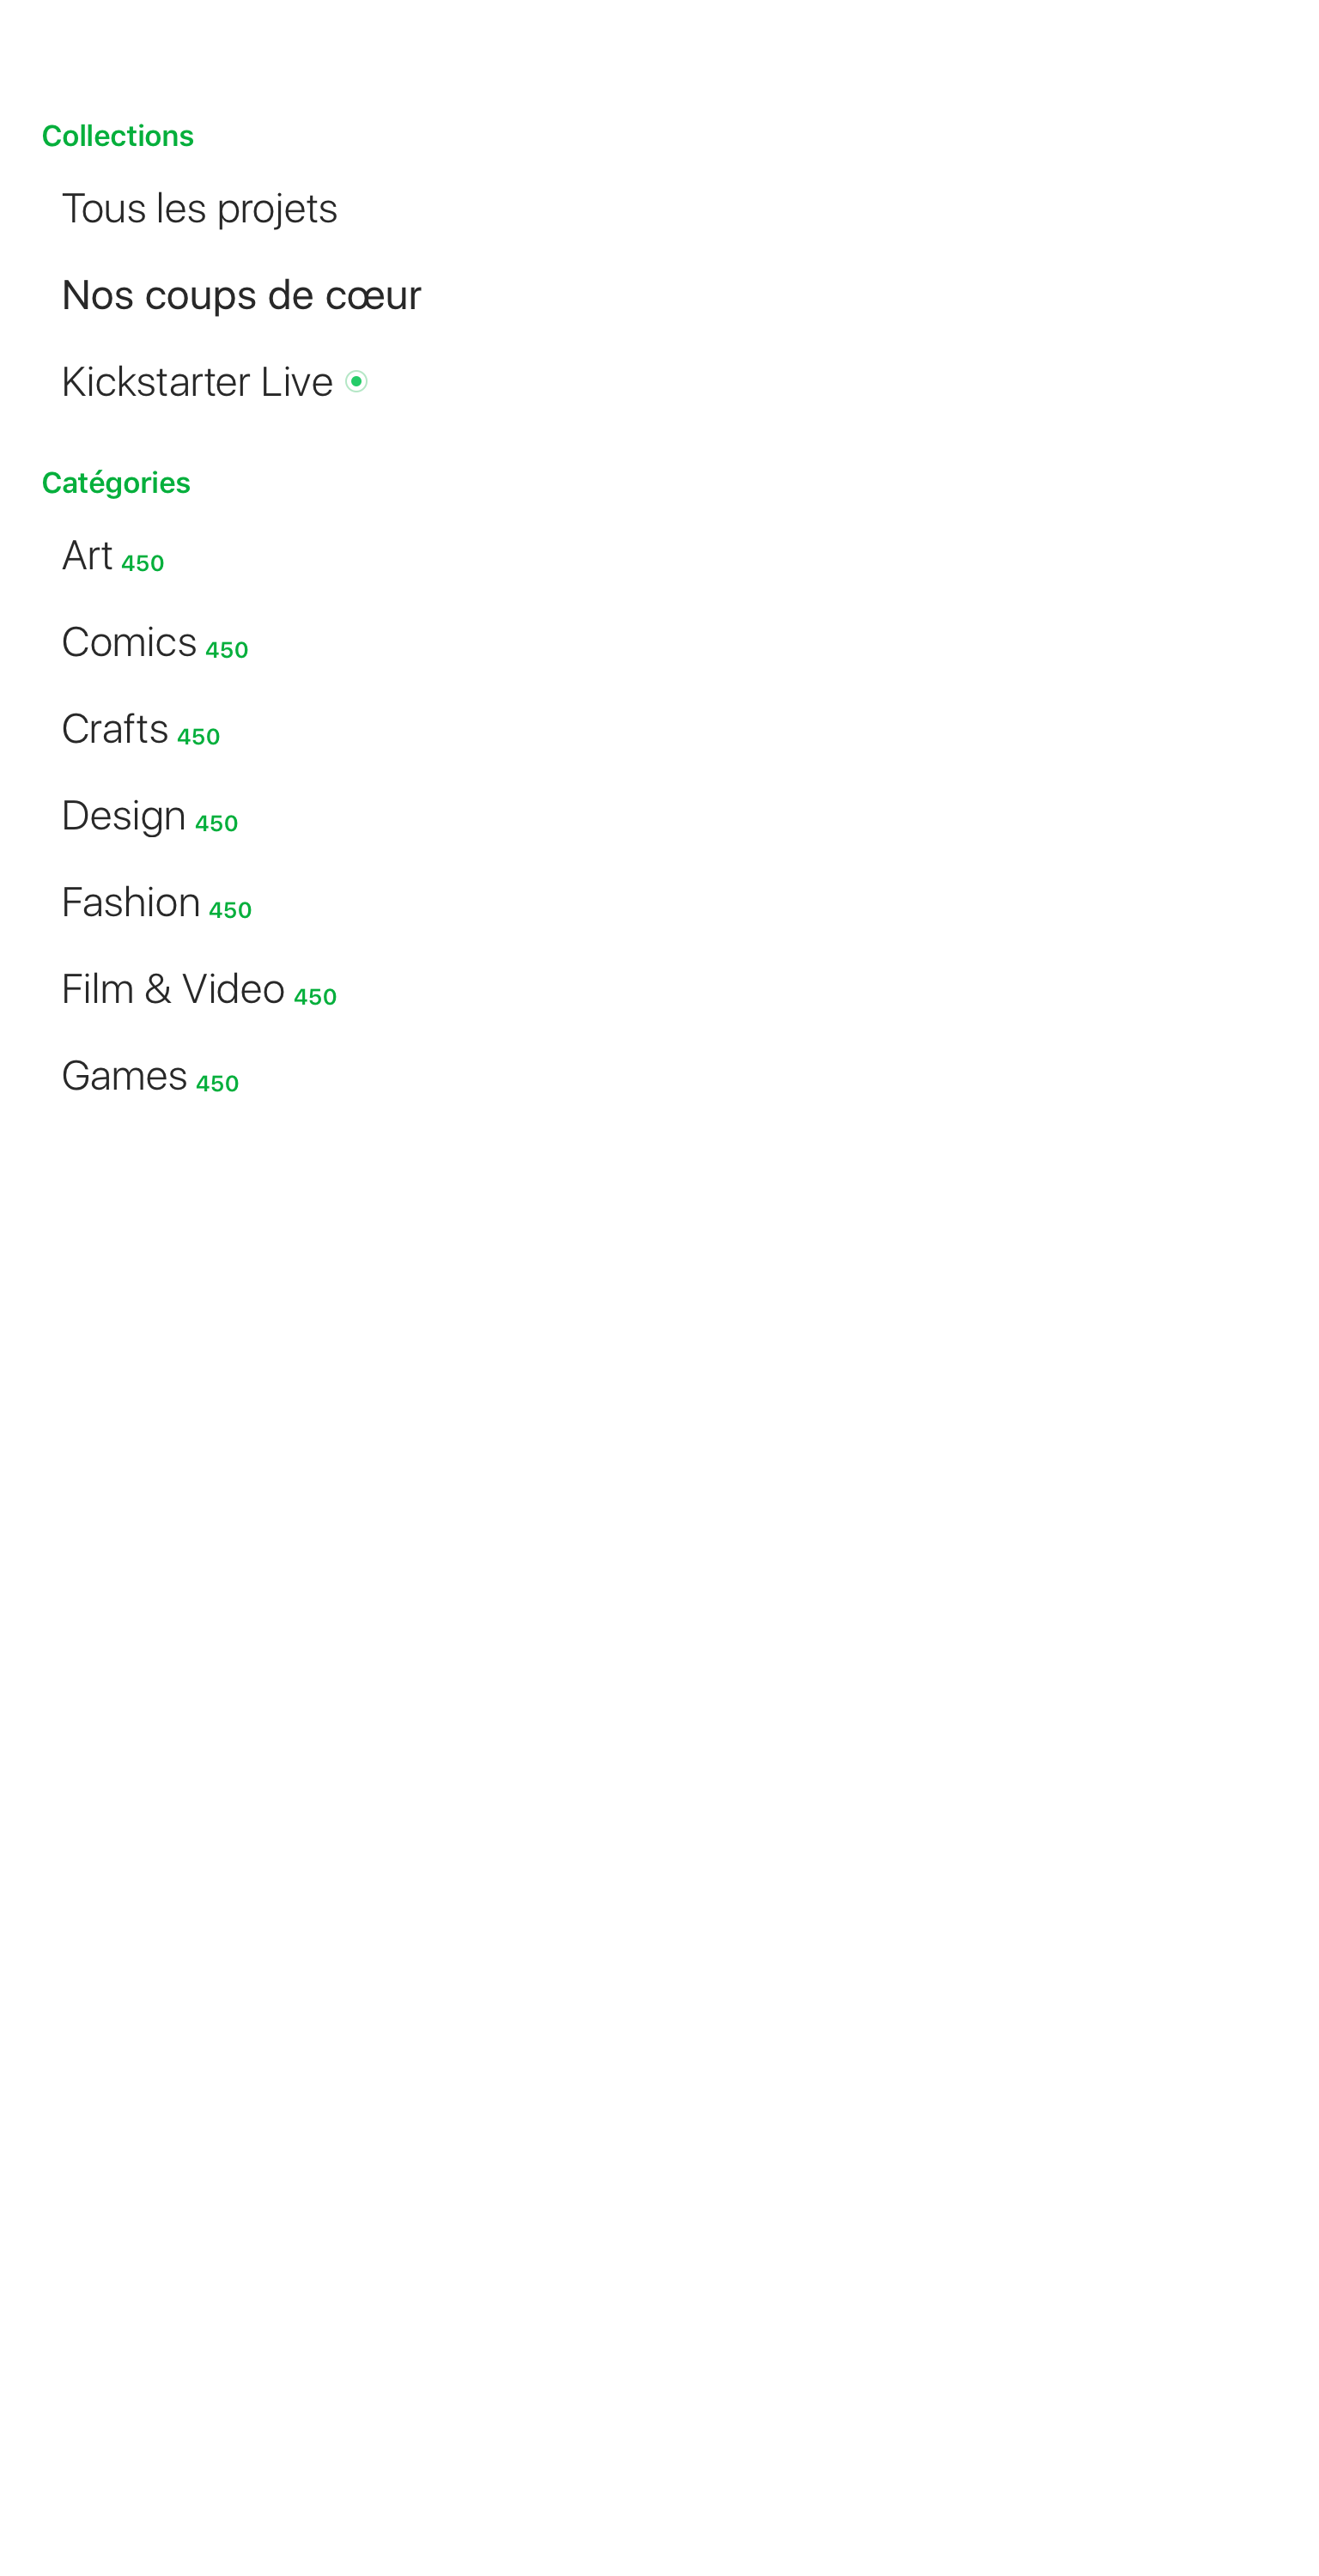 Collections
Tous les projets
Nos coups de cœur
Kickstarter Live
Catégories
Art 450
Comics 450
Crafts 450
Design 450
Fashion 450
Film & Video 450
Games 450